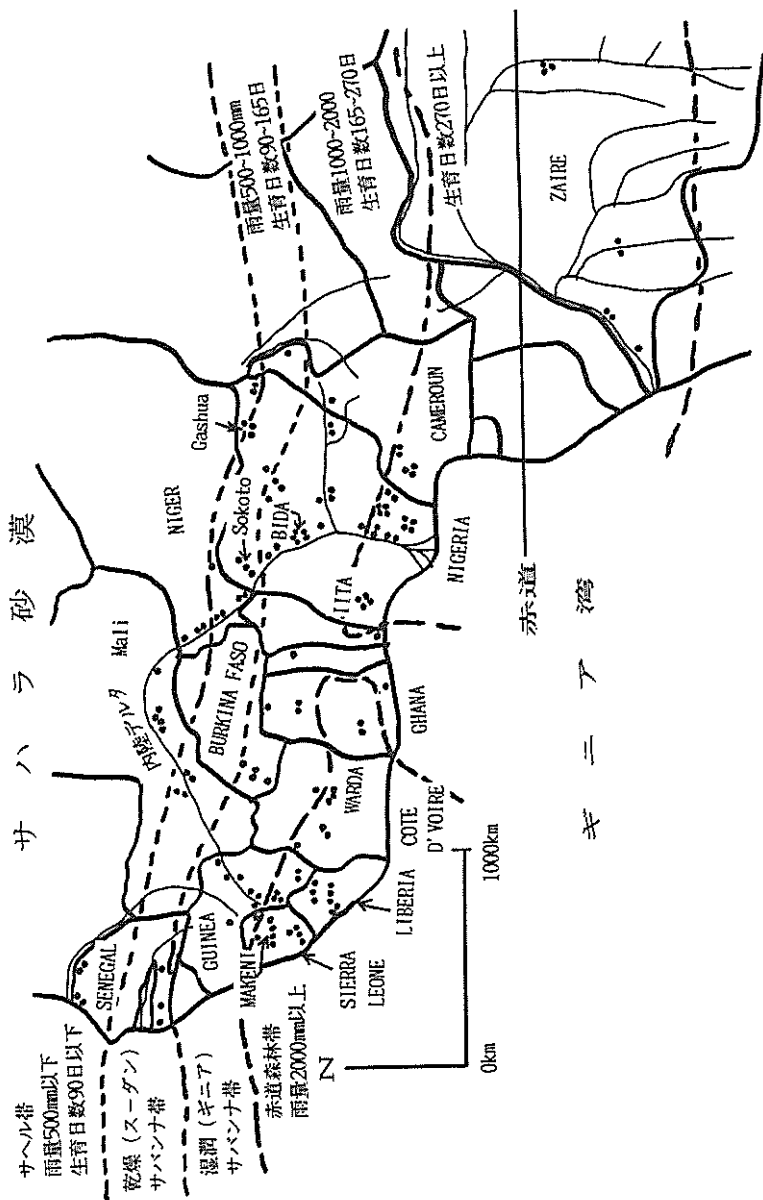 サハラ砂漠
サヘル帯
雨量500mm以下
生育日数90日以下
乾燥(スーダン)
サバンナ帯
湿潤(ギニア)
サバンナ帯
赤道森林帯
雨量2000mm以上
雨量500~1000mm
生育日数90~165日
雨量1000~2000
生育日数165~270日
生育日数270日以上
SENEGAL
GUINEA
MAKENI
SIERRA
LEONE
LIBERIA
Mali
内陸デルタ
BURKINA FASO
WARDA
COTE
D'VOIRE
GHANA
NIGER
Sokoto
Gashua
BIDA
IITA
NIGERIA
CAMEROUN
ZAIRE
赤道
ギニア湾
N
0km
1000km